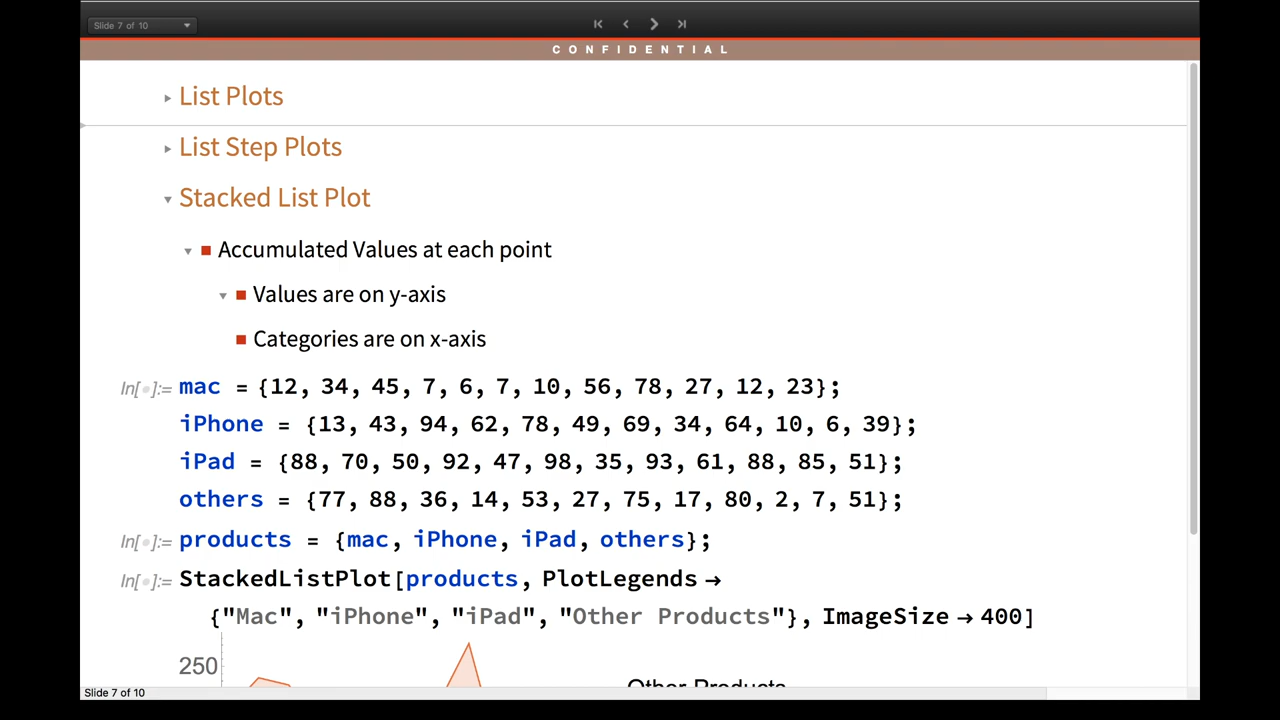 Slide 7 of 10
CONFIDENTIAL
List Plots
List Step Plots
Stacked List Plot
Accumulated Values at each point
Values are on y-axis
Categories are on x-axis
In[ ]:= mac = {12, 34, 45, 7, 6, 7, 10, 56, 78, 27, 12, 23};
iPhone = {13, 43, 94, 62, 78, 49, 69, 34, 64, 10, 6, 39};
iPad = {88, 70, 50, 92, 47, 98, 35, 93, 61, 88, 85, 51};
others = {77, 88, 36, 14, 53, 27, 75, 17, 80, 2, 7, 51};
In[ ]:= products = {mac, iPhone, iPad, others};
In[ ]:= StackedListPlot[products, PlotLegends →
{"Mac", "iPhone", "iPad", "Other Products"}, ImageSize → 400]
250
Other Products
Slide 7 of 10